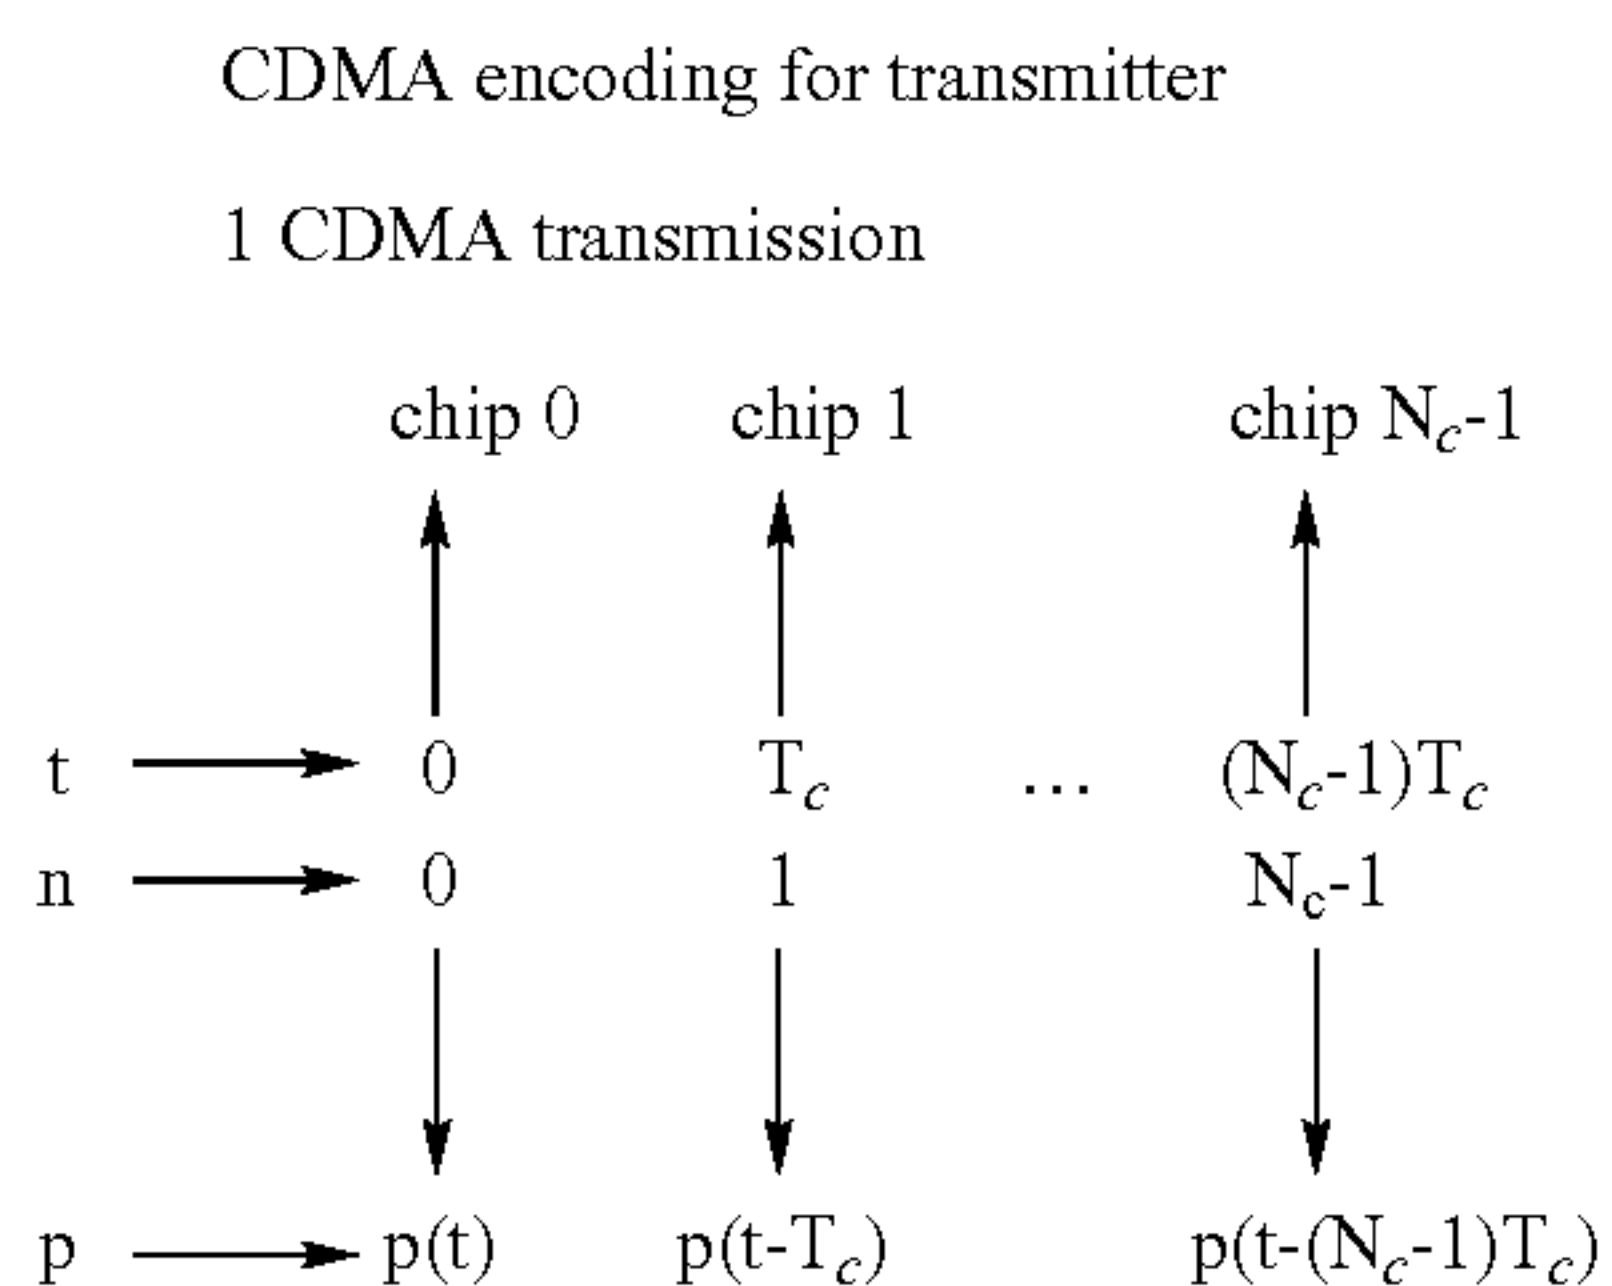 CDMA encoding for transmitter
1 CDMA transmission
chip 0 chip 1 chip N_c-1
t 0 T_c ... (N_c-1)T_c
n 0 1 N_c-1
p p(t) p(t-T_c) p(t-(N_c-1)T_c)